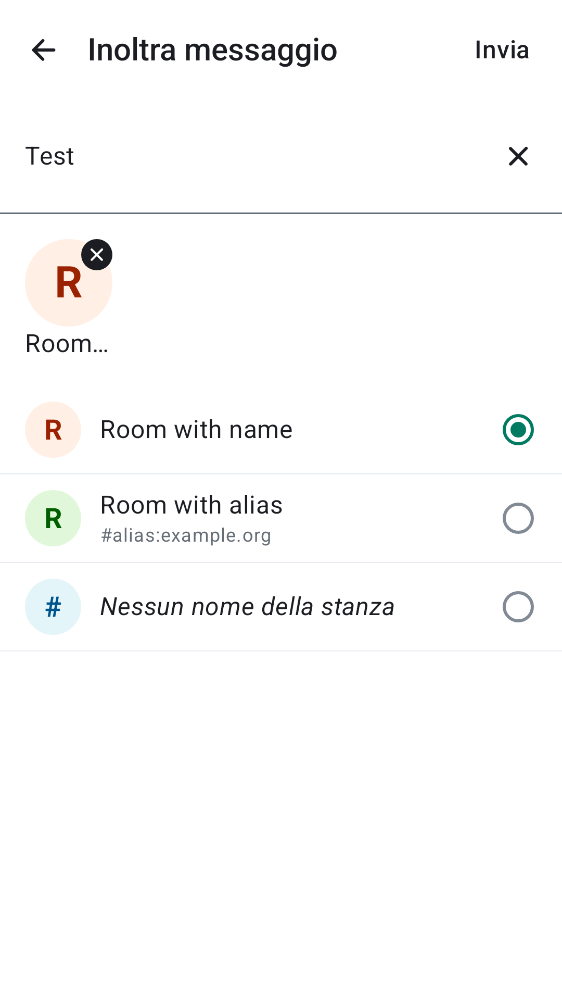 Inoltra messaggio Invia
Test
R
Room…
R Room with name
R Room with alias
#alias:example.org
# Nessun nome della stanza